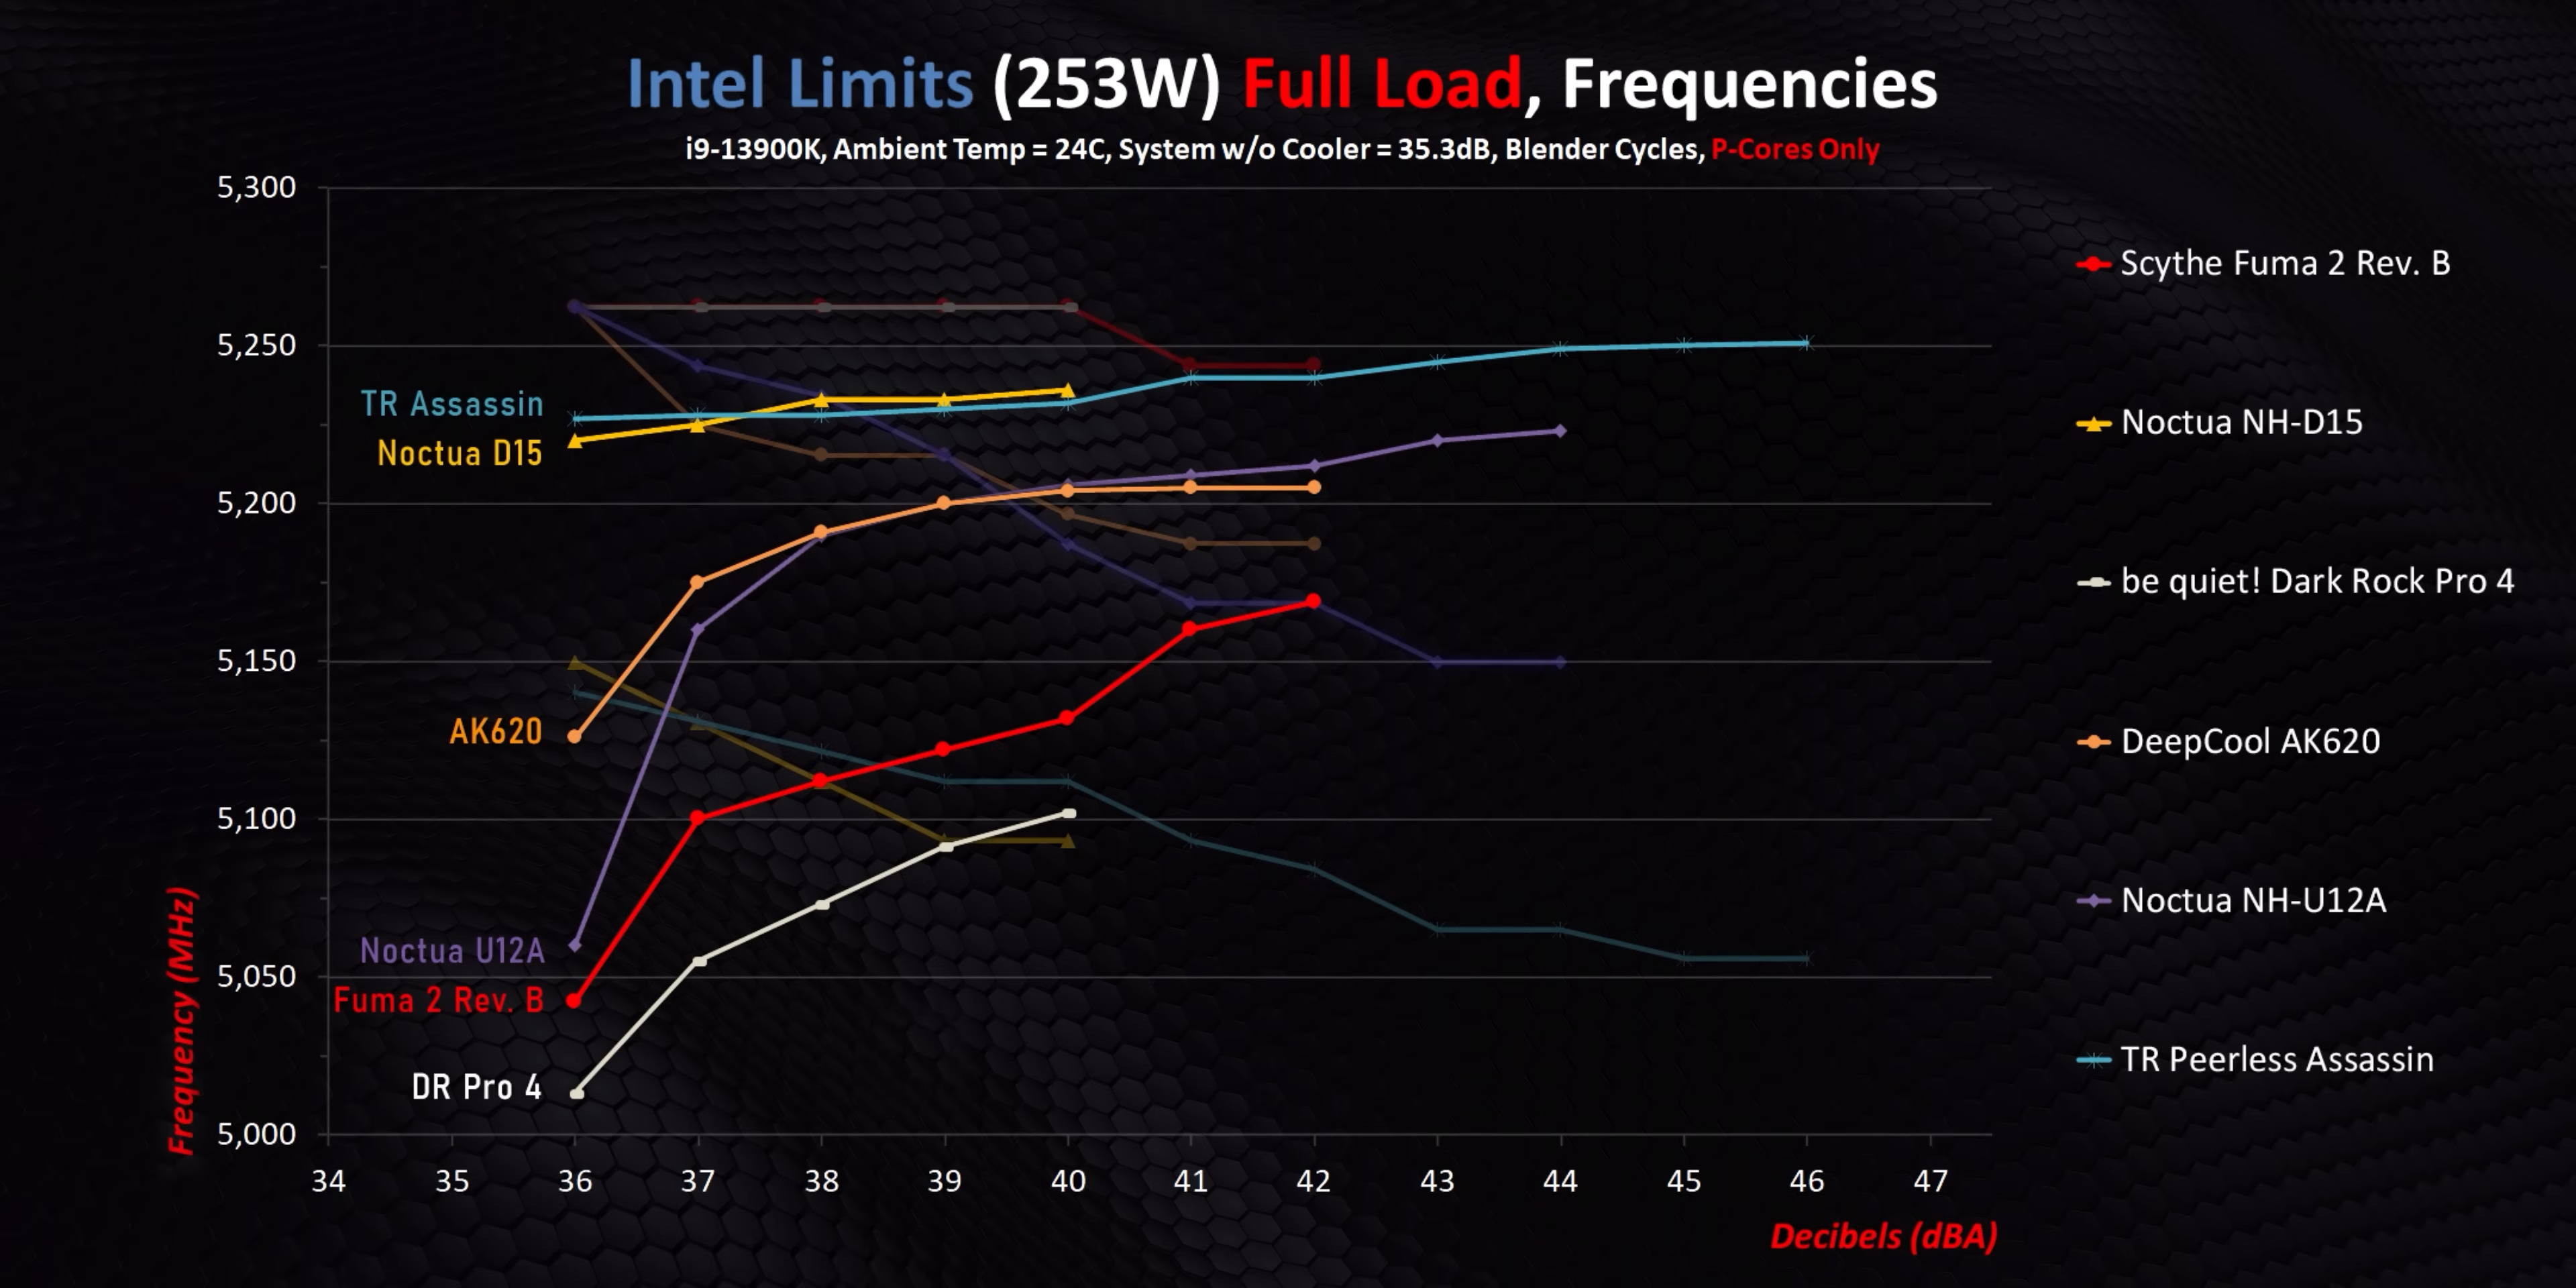 Intel Limits (253W) Full Load, Frequencies
i9-13900K, Ambient Temp = 24C, System w/o Cooler = 35.3dB, Blender Cycles, P-Cores Only
5,300
5,250
5,200
5,150
5,100
5,050
5,000
Frequency (MHz)
TR Assassin
Noctua D15
AK620
Noctua U12A
Fuma 2 Rev. B
DR Pro 4
34 35 36 37 38 39 40 41 42 43 44 45 46 47
Decibels (dBA)
Scythe Fuma 2 Rev. B
Noctua NH-D15
be quiet! Dark Rock Pro 4
DeepCool AK620
Noctua NH-U12A
TR Peerless Assassin